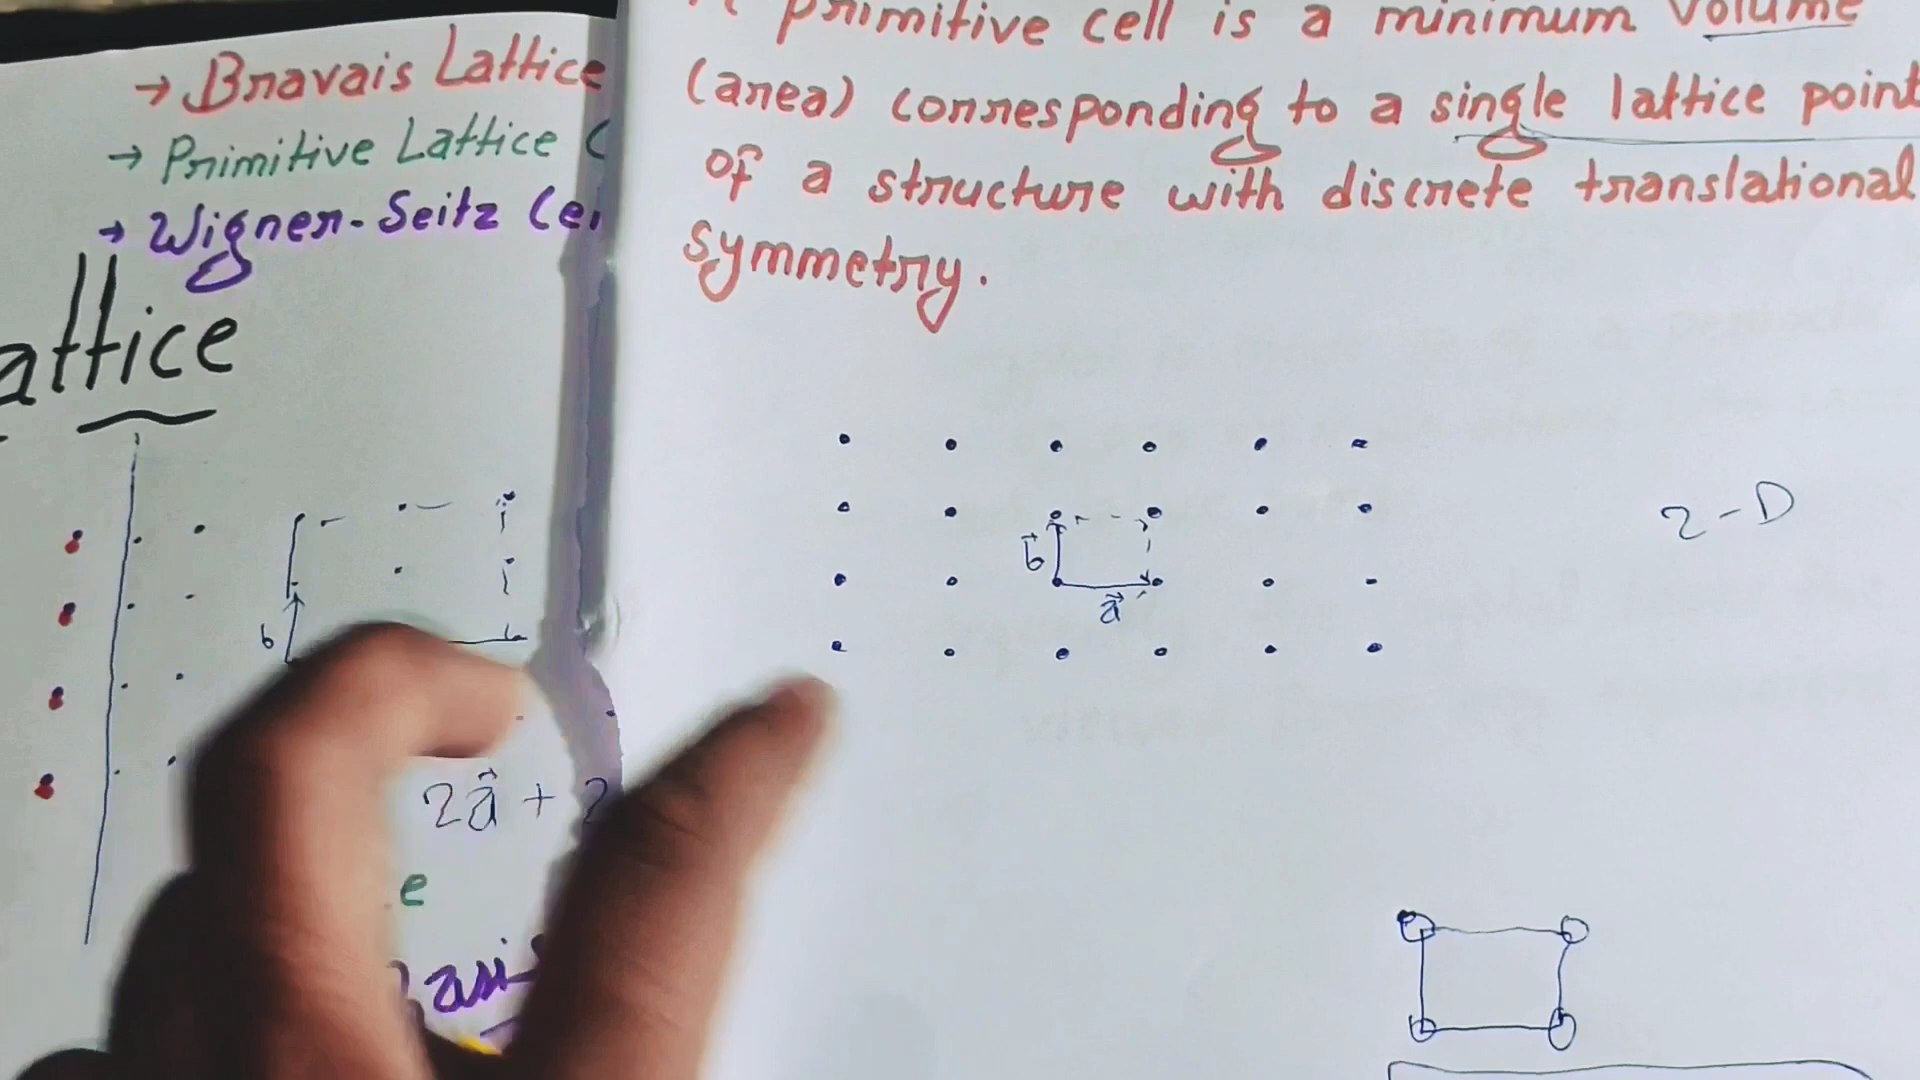 → Bravais Lattice
→ Primitive Lattice
→ Wigner-Seitz
attice
b
2a⃗ + 2
e
primitive cell is a minimum volume
(area) corresponding to a single lattice point
of a structure with discrete translational
symmetry.
2-D
b⃗
a⃗